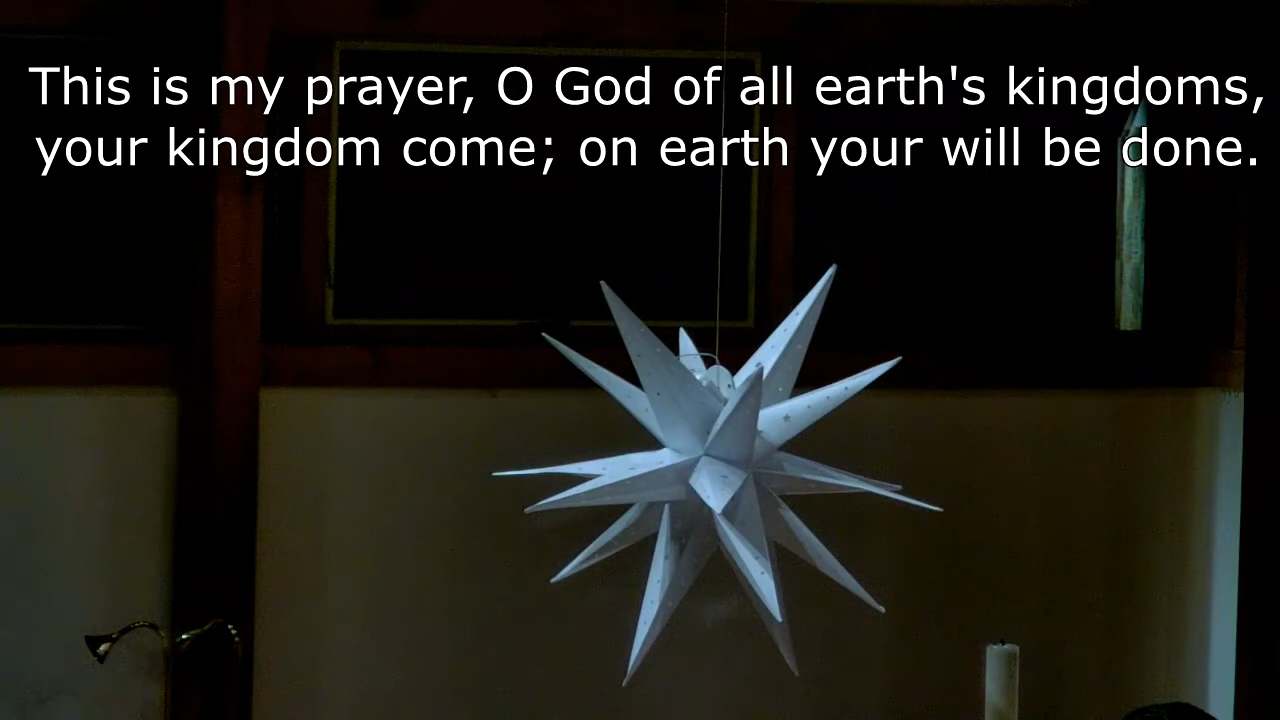 This is my prayer, O God of all earth's kingdoms,
your kingdom come; on earth your will be done.